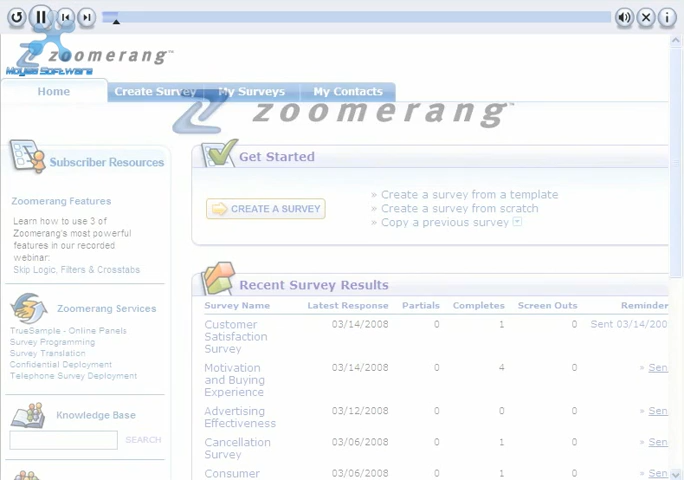 zoomerang™
Moyea Software
Home
Create Survey
My Surveys
My Contacts
zoomerang™
Subscriber Resources
Get Started
Zoomerang Features
Learn how to use 3 of
Zoomerang's most powerful
features in our recorded
webinar:
Skip Logic, Filters & Crosstabs
CREATE A SURVEY
» Create a survey from a template
» Create a survey from scratch
» Copy a previous survey
Zoomerang Services
TrueSample - Online Panels
Survey Programming
Survey Translation
Confidential Deployment
Telephone Survey Deployment
Knowledge Base
SEARCH
Recent Survey Results
Survey Name Latest Response Partials Completes Screen Outs Reminder
Customer Satisfaction Survey 03/14/2008 0 1 0 Sent 03/14/200
Motivation and Buying Experience 03/14/2008 0 4 0 » Sen
Advertising Effectiveness 03/12/2008 0 0 0 » Sen
Cancellation Survey 03/06/2008 0 1 0 » Sen
Consumer 03/06/2008 0 1 0 » Sen